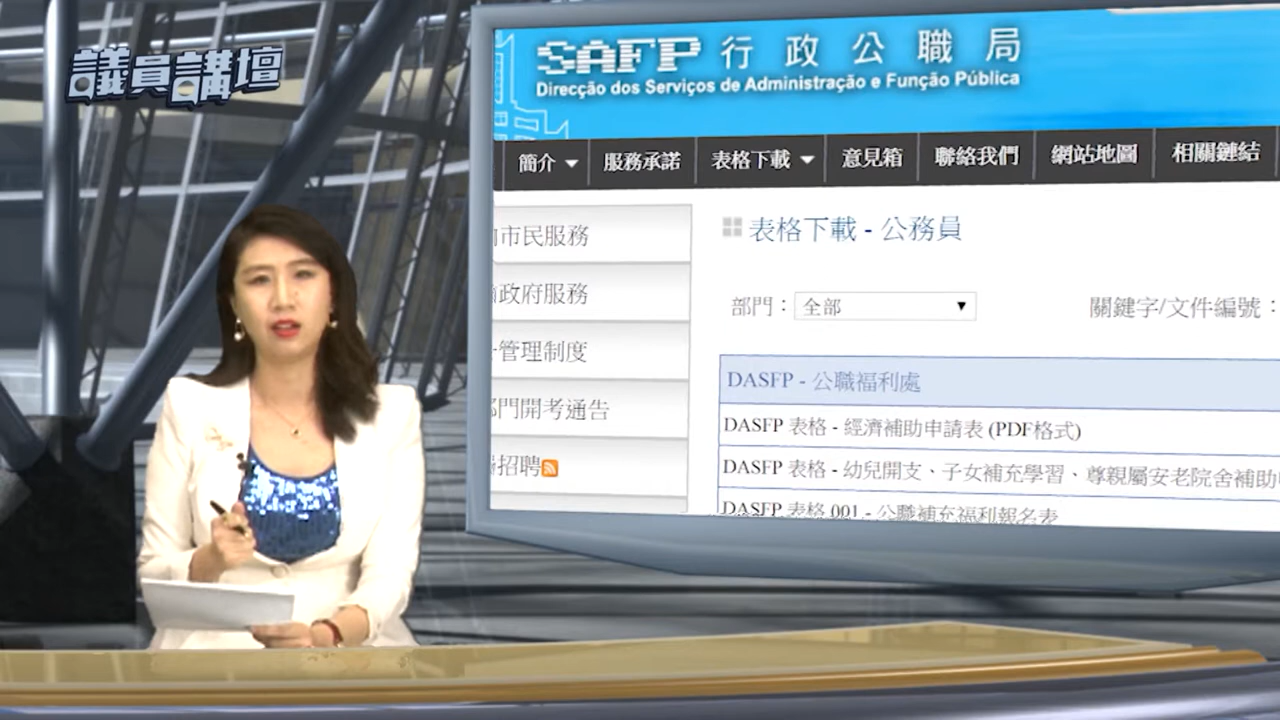 議員講壇
SAFP 行政公職局
Direcção dos Serviços de Administração e Função Pública
簡介 服務承諾 表格下載 意見箱 聯絡我們 網站地圖 相關鏈結
市民服務
政府服務
管理制度
門開考通告
招聘
表格下載 - 公務員
部門： 全部 關鍵字/文件編號：
DASFP - 公職福利處
DASFP 表格 - 經濟補助申請表 (PDF格式)
DASFP 表格 - 幼兒開支、子女補充學習、尊親屬安老院舍補助
DASFP 表格 001 - 公職補充福利報名表